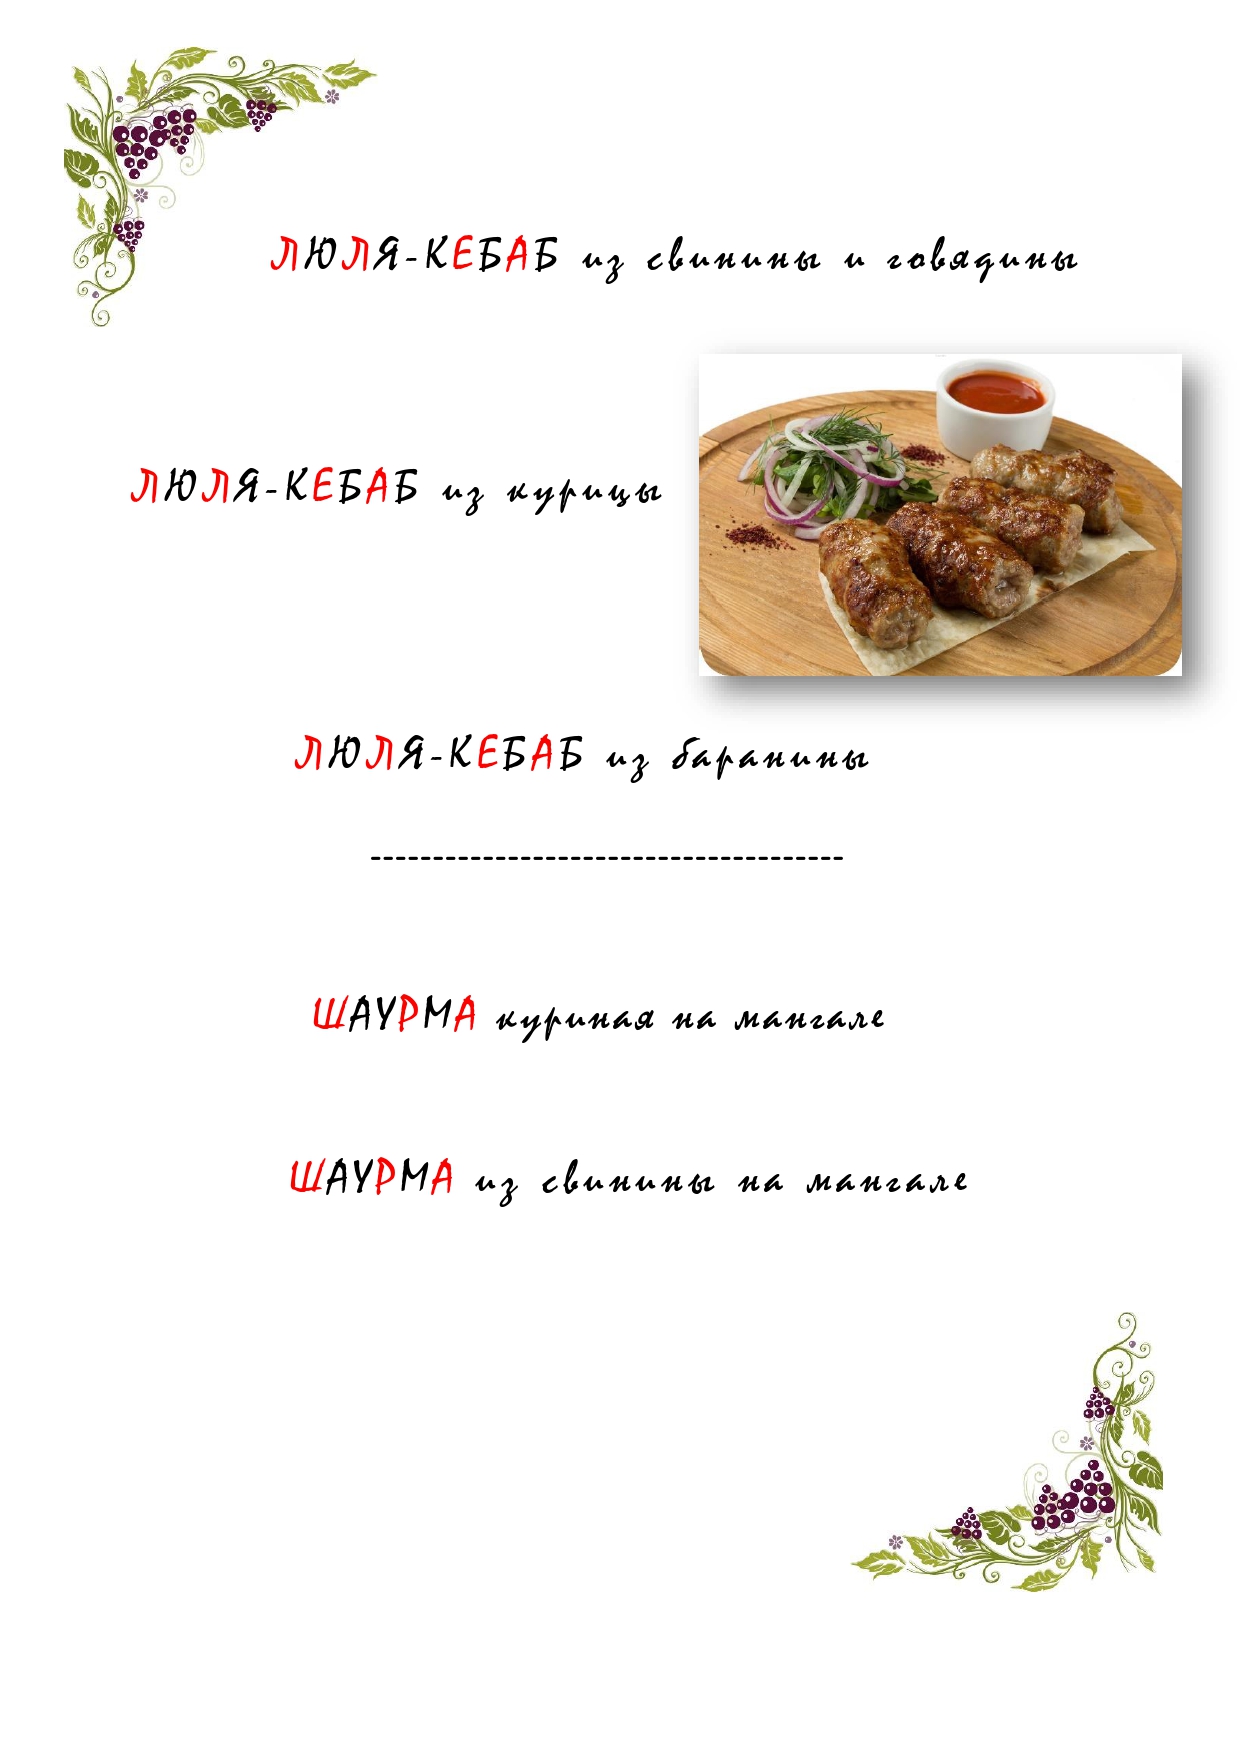 ЛЮЛЯ-КЕБАБ из свинины и говядины
ЛЮЛЯ-КЕБАБ из курицы
ЛЮЛЯ-КЕБАБ из баранины
--------------------------------------
ШАУРМА куриная на мангале
ШАУРМА из свинины на мангале